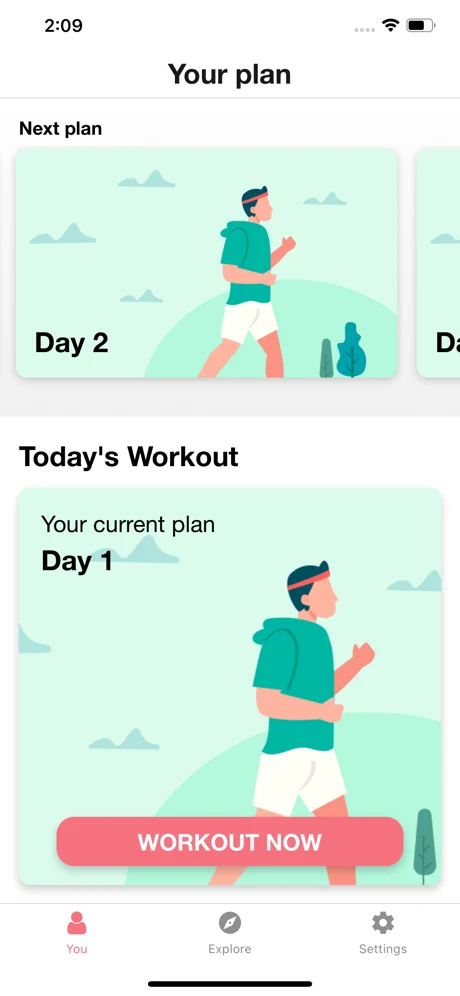 2:09
Your plan
Next plan
Day 2
Da
Today's Workout
Your current plan
Day 1
WORKOUT NOW
You
Explore
Settings